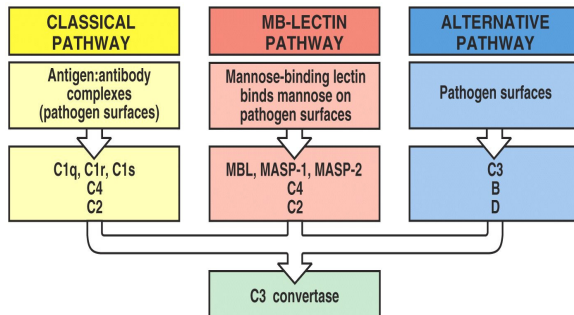 CLASSICAL
PATHWAY
MB-LECTIN
PATHWAY
ALTERNATIVE
PATHWAY
Antigen:antibody
complexes
(pathogen surfaces)
Mannose-binding lectin
binds mannose on
pathogen surfaces
Pathogen surfaces
C1q, C1r, C1s
C4
C2
MBL, MASP-1, MASP-2
C4
C2
C3
B
D
C3 convertase